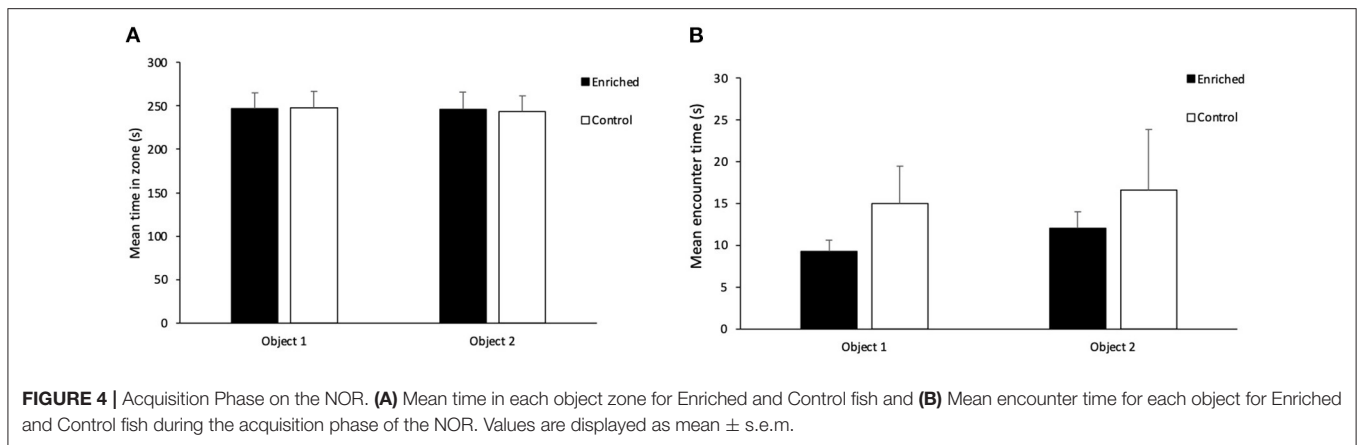 A
300
250
200
150
100
50
0
Mean time in zone (s)
Enriched
Control
Object 1
Object 2
B
30
25
20
15
10
5
0
Mean encounter time (s)
Enriched
Control
Object 1
Object 2
FIGURE 4 | Acquisition Phase on the NOR. (A) Mean time in each object zone for Enriched and Control fish and (B) Mean encounter time for each object for Enriched
and Control fish during the acquisition phase of the NOR. Values are displayed as mean ± s.e.m.